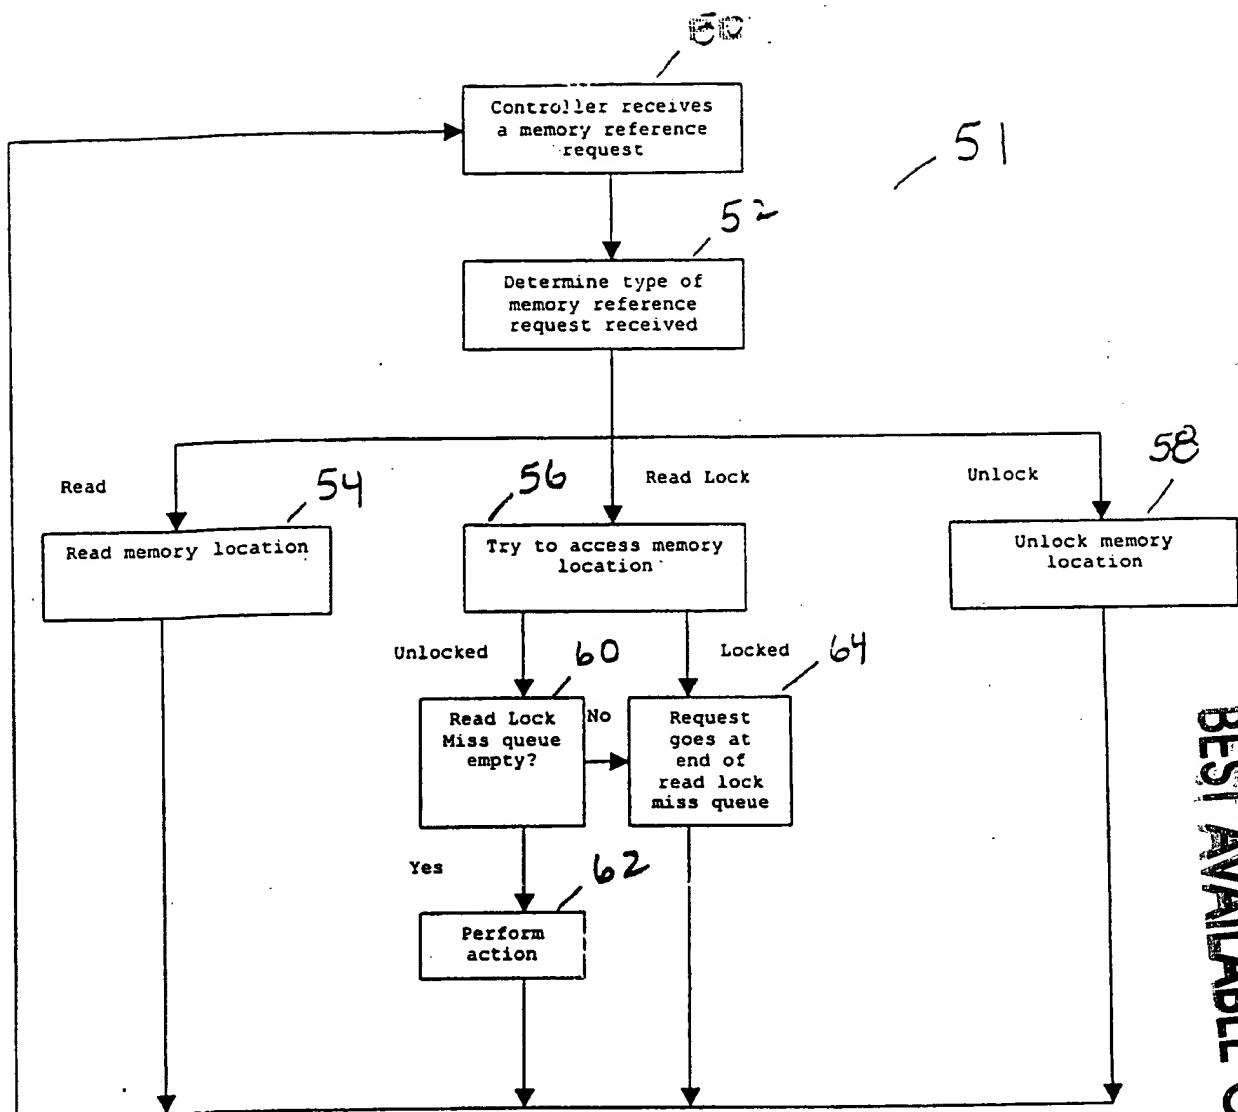 Controller receives
a memory reference
request
51
52
Determine type of
memory reference
request received
Read
54
56
Read Lock
Unlock
58
Read memory location
Try to access memory
location
Unlock memory
location
Unlocked
60
Locked
64
Read Lock
Miss queue
empty?
No
Request
goes at
end of
read lock
miss queue
Yes
62
Perform
action
BEST AVAILABLE